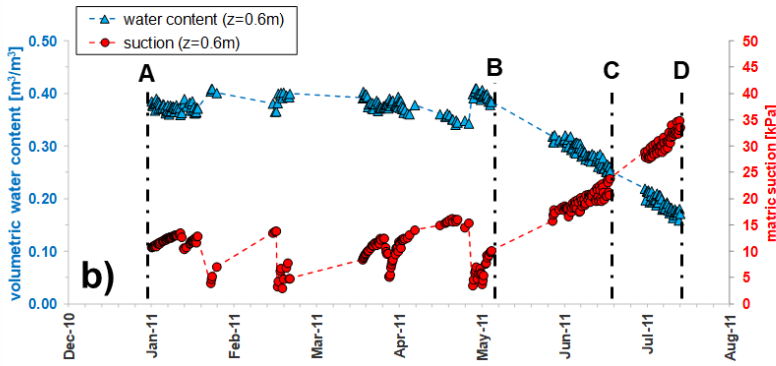 water content (z=0.6m)
suction (z=0.6m)
0.50
0.40
0.30
0.20
0.10
0.00
volumetric water content [m³/m³]
50
45
40
35
30
25
20
15
10
5
0
matric suction [kPa]
A
B
C
D
b)
Dec-10
Jan-11
Feb-11
Mar-11
Apr-11
May-11
Jun-11
Jul-11
Aug-11